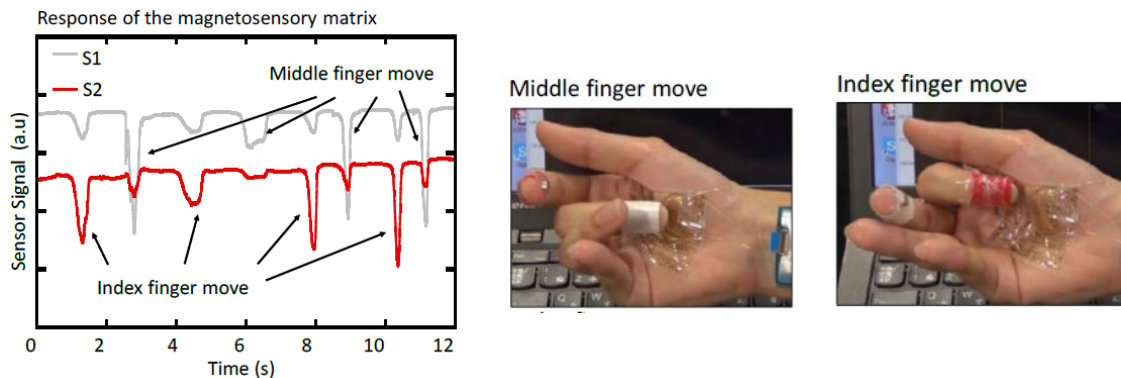 Response of the magnetosensory matrix
S1
S2
Middle finger move
Index finger move
Sensor Signal (a.u)
0 2 4 6 8 10 12
Time (s)
Middle finger move
Index finger move